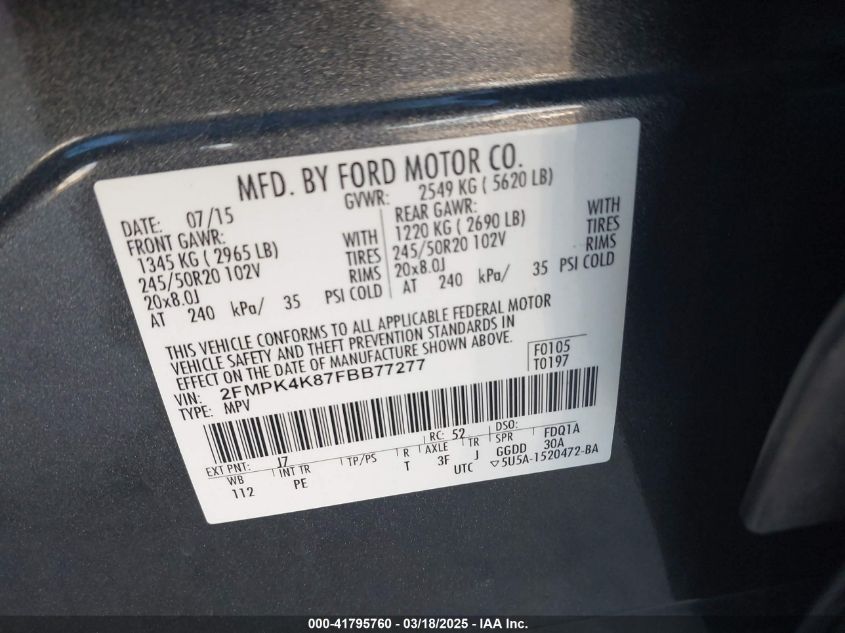 MFD. BY FORD MOTOR CO.
DATE: 07/15
GVWR: 2549 KG ( 5620 LB)
FRONT GAWR:
1345 KG ( 2965 LB) WITH
245/50R20 102V TIRES
20x8.0J RIMS
AT 240 kPa/ 35 PSI COLD
REAR GAWR:
1220 KG ( 2690 LB) WITH
245/50R20 102V TIRES
20x8.0J RIMS
AT 240 kPa/ 35 PSI COLD
THIS VEHICLE CONFORMS TO ALL APPLICABLE FEDERAL MOTOR
VEHICLE SAFETY AND THEFT PREVENTION STANDARDS IN
EFFECT ON THE DATE OF MANUFACTURE SHOWN ABOVE.
VIN: 2FMPK4K87FBB77277
TYPE: MPV
F0105
T0197
EXT PNT: J7 RC: 52 DSO: FDQ1A
WB INT TR TP/PS R AXLE TR SPR 30A
112 PE T 3F J GGDD
UTC ▽5U5A-1520472-BA
000-41795760 — 03/18/2025 — IAA Inc.